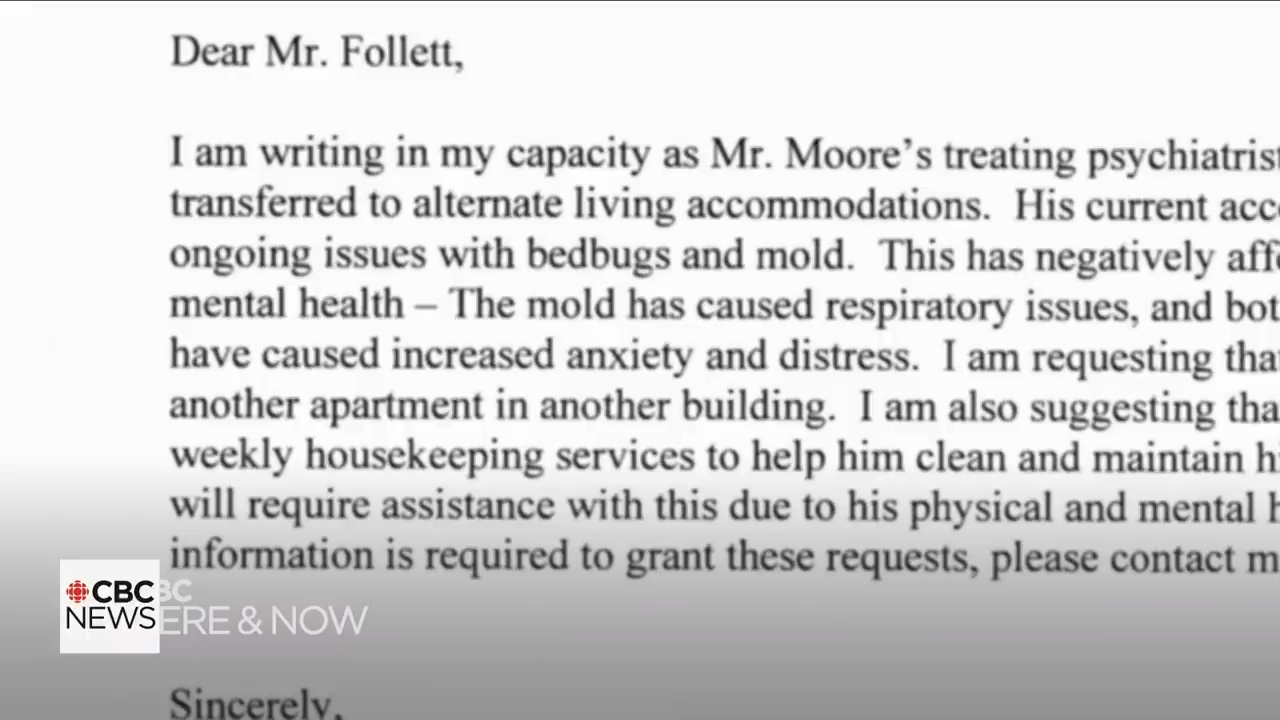 Dear Mr. Follett,
I am writing in my capacity as Mr. Moore's treating psychiatrist
transferred to alternate living accommodations. His current acc
ongoing issues with bedbugs and mold. This has negatively aff
mental health – The mold has caused respiratory issues, and bot
have caused increased anxiety and distress. I am requesting tha
another apartment in another building. I am also suggesting tha
weekly housekeeping services to help him clean and maintain h
will require assistance with this due to his physical and mental h
information is required to grant these requests, please contact m
CBC BC
NEWS ERE & NOW
Sincerely,